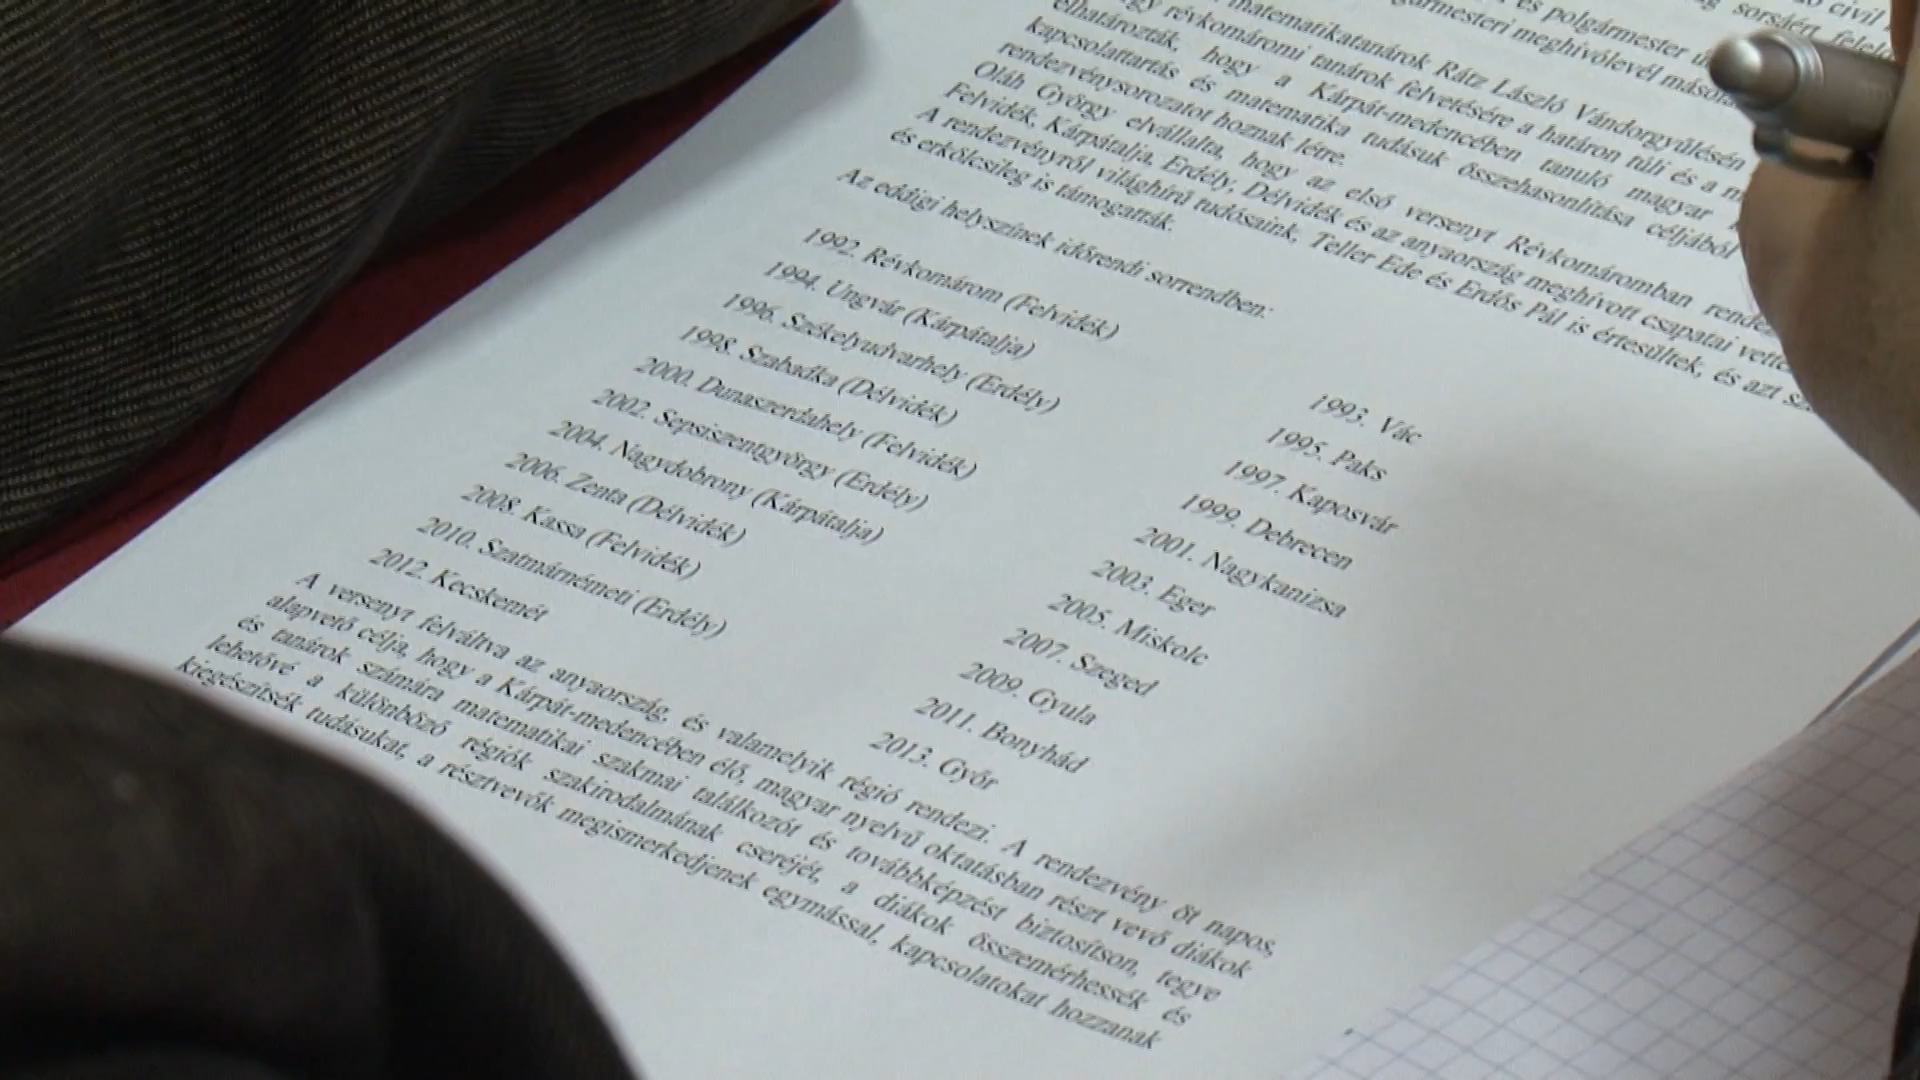 civil
és polgármester
sorsáért
polgármesteri meghívólevél
matematikatanárok Rátz László Vándorgyűlésén
révkomáromi tanárok felvetésére a határon túli és a
elhatározták, hogy a Kárpát-medencében tanuló magyar
kapcsolattartás és matematika tudásuk összehasonlítása céljából
rendezvénysorozatot hoznak létre.
Oláh György elvállalta, hogy az első versenyt Révkomáromban
Felvidék, Kárpátalja, Erdély, Délvidék és az anyaország meghívott csapatai
A rendezvényről világhírű tudósaink, Teller Ede és Erdős Pál is értesültek, és azt
és erkölcsileg is támogatták.
Az eddigi helyszínek időrendi sorrendben:
1992. Révkomárom (Felvidék)
1994. Ungvár (Kárpátalja)
1996. Székelyudvarhely (Erdély)
1998. Szabadka (Délvidék)
2000. Dunaszerdahely (Felvidék)
2002. Sepsiszentgyörgy (Erdély)
2004. Nagydobrony (Kárpátalja)
2006. Zenta (Délvidék)
2008. Kassa (Felvidék)
2010. Szatmárnémeti (Erdély)
2012. Kecskemét
1993. Vác
1995. Paks
1997. Kaposvár
1999. Debrecen
2001. Nagykanizsa
2003. Eger
2005. Miskolc
2007. Szeged
2009. Gyula
2011. Bonyhád
2013. Győr
A versenyt felváltva az anyaország, és valamelyik régió rendezi. A rendezvény öt napos,
alapvető célja, hogy a Kárpát-medencében élő, magyar nyelvű oktatásban részt vevő diákok
és tanárok számára matematikai szakmai találkozót és továbbképzést biztosítson, tegye
lehetővé a különböző régiók szakirodalmának cseréjét, a diákok összemérhessék és
kiegészítsék tudásukat, a résztvevők megismerkedjenek egymással, kapcsolatokat hozzanak